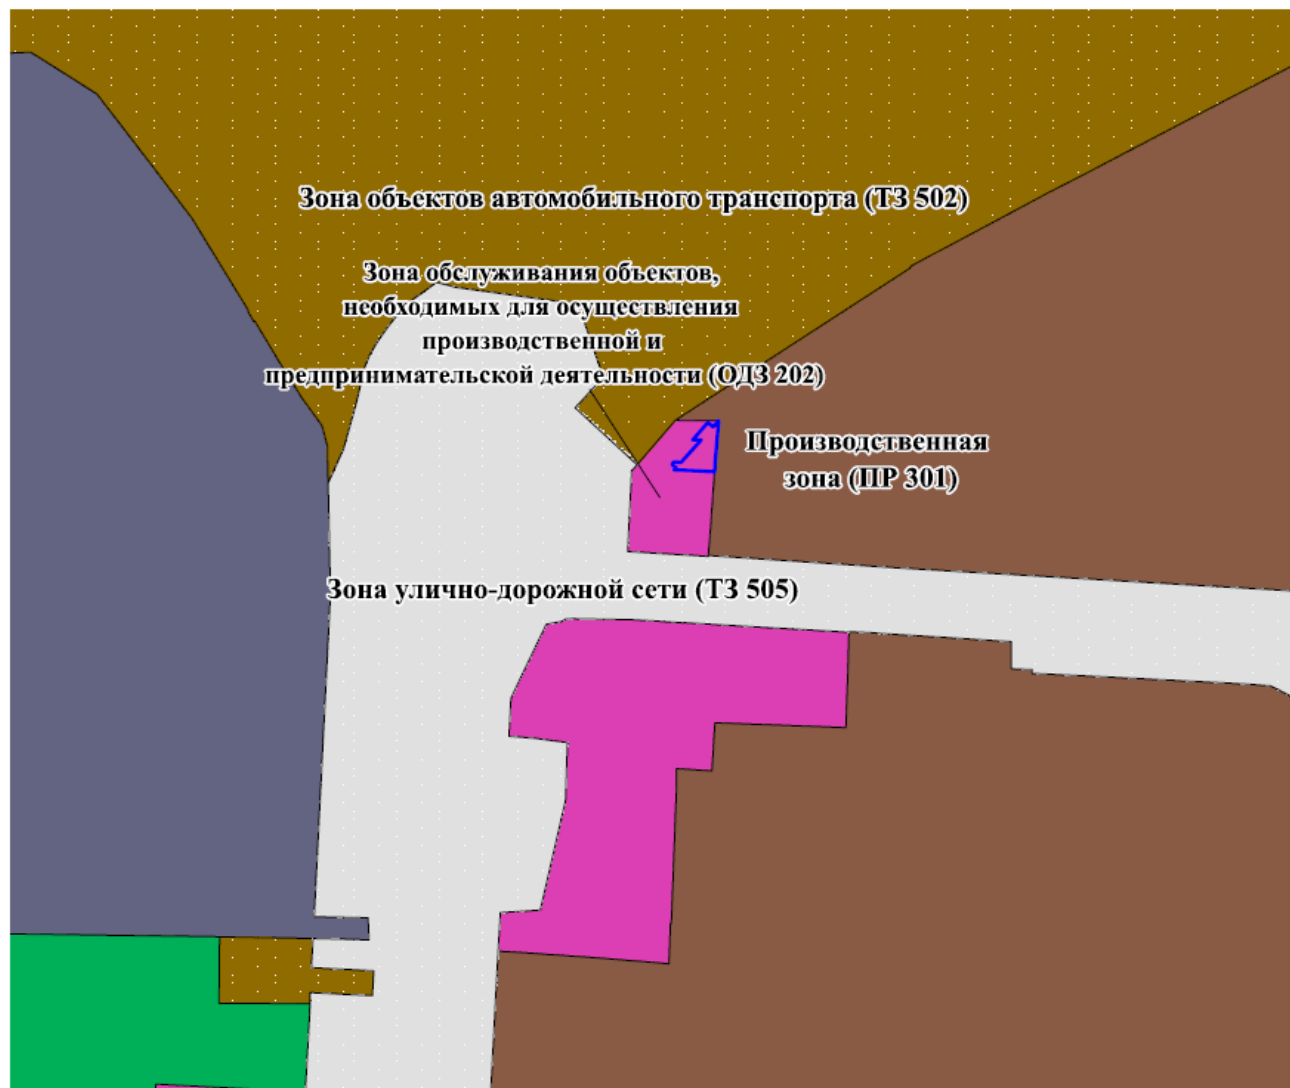 Зона объектов автомобильного транспорта (ТЗ 502)
Зона обслуживания объектов,
необходимых для осуществления
производственной и
предпринимательской деятельности (ОДЗ 202)
Производственная
зона (ПР 301)
Зона улично-дорожной сети (ТЗ 505)